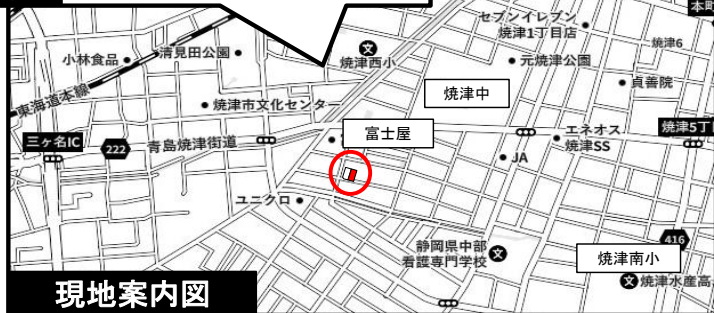 本町
セブンイレブン
焼津1丁目店
焼津6
小林食品
清見田公園
文
焼津西小
元焼津公園
貞善院
東海道本線
焼津中
焼津市文化センター
富士屋
三ヶ名IC
222
青島焼津街道
エネオス
焼津SS
焼津5丁目
JA
ユニクロ
416
静岡県中部
看護専門学校
文
焼津南小
文
焼津水産高
現地案内図